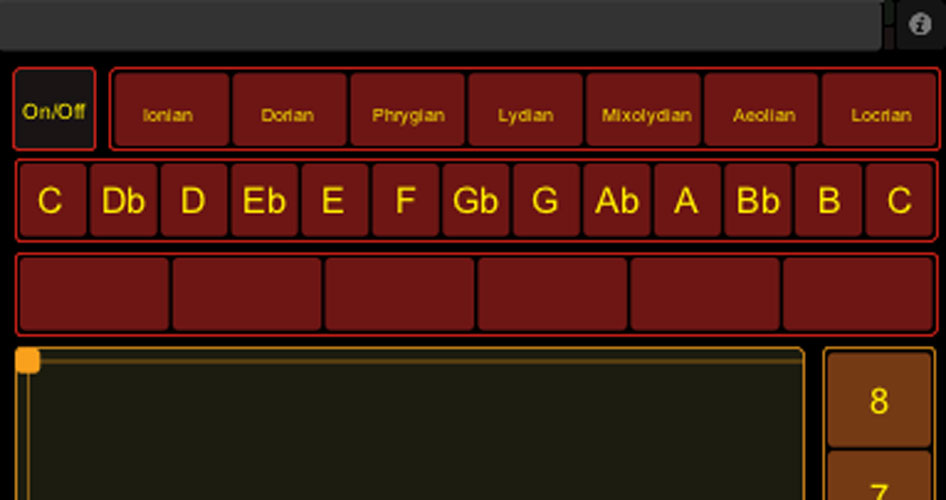 On/Off Ionian Dorian Phrygian Lydian Mixolydian Aeolian Locrian
C Db D Eb E F Gb G Ab A Bb B C
8
7